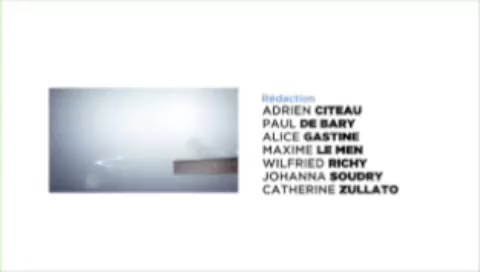 Rédaction
ADRIEN CITEAU
PAUL DE BARY
ALICE GASTINE
MAXIME LE MEN
WILFRIED RICHY
JOHANNA SOUDRY
CATHERINE ZULLATO